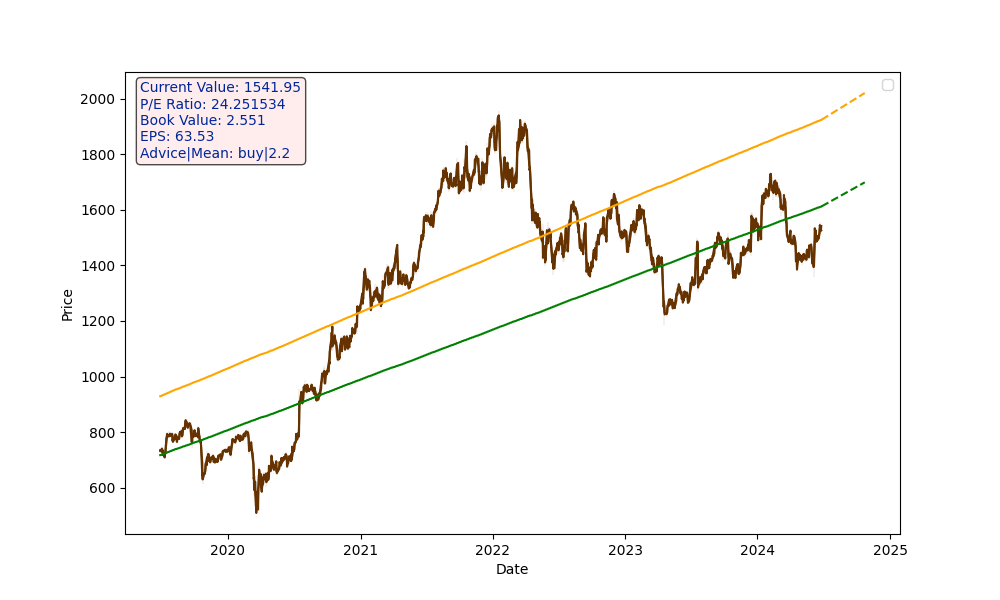 Current Value: 1541.95
P/E Ratio: 24.251534
Book Value: 2.551
EPS: 63.53
Advice|Mean: buy|2.2
2000
1800
1600
1400
1200
1000
800
600
Price
2020 2021 2022 2023 2024 2025
Date